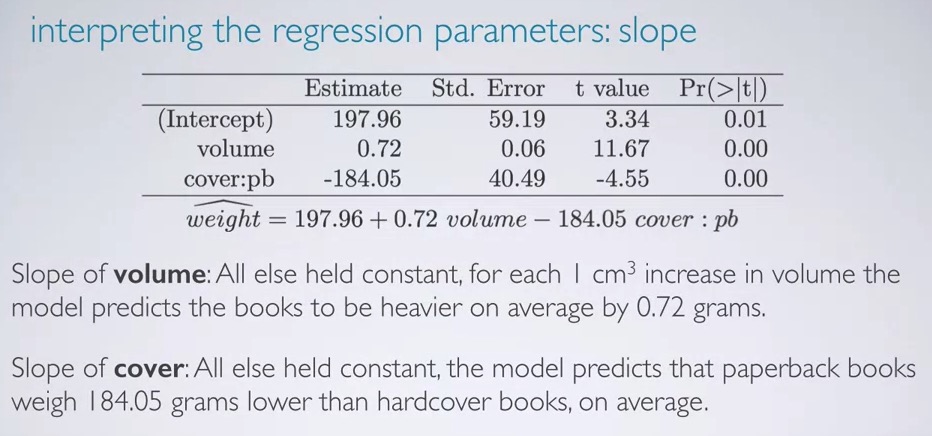 interpreting the regression parameters: slope
Estimate Std. Error t value Pr(>|t|)
(Intercept) 197.96 59.19 3.34 0.01
volume 0.72 0.06 11.67 0.00
cover:pb -184.05 40.49 -4.55 0.00
\widehat{weight} = 197.96 + 0.72 volume − 184.05 cover : pb
Slope of volume: All else held constant, for each 1 cm³ increase in volume the
model predicts the books to be heavier on average by 0.72 grams.
Slope of cover: All else held constant, the model predicts that paperback books
weigh 184.05 grams lower than hardcover books, on average.